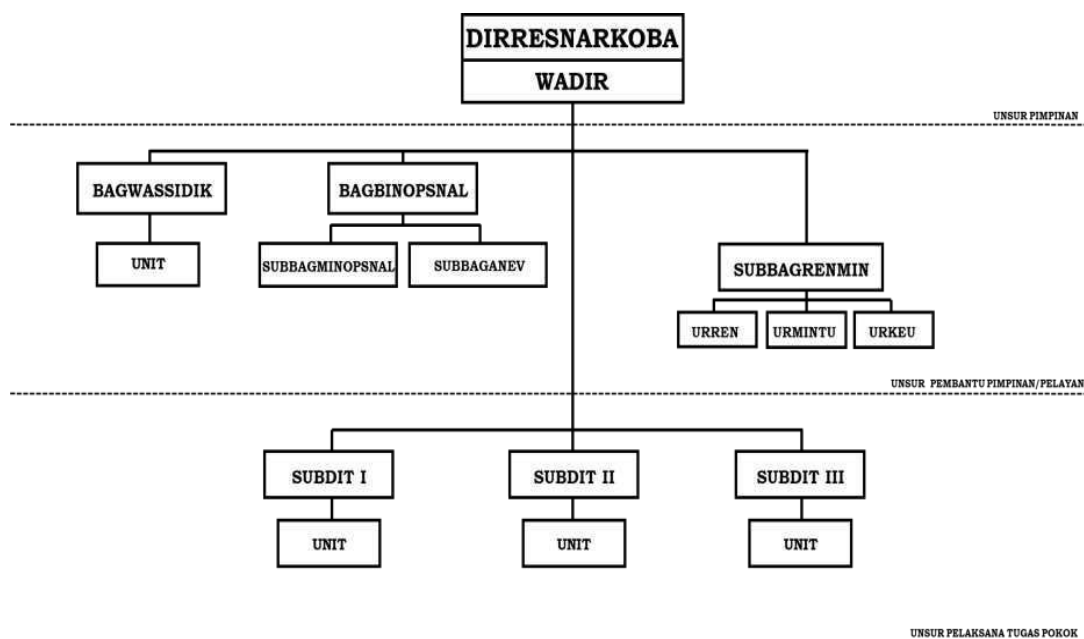 DIRRESNARKOBA
WADIR
UNSUR PIMPINAN
BAGWASSIDIK
BAGBINOPSNAL
UNIT
SUBBAGMINOPSNAL
SUBBAGANEV
SUBBAGRENMIN
URREN
URMINTU
URKEU
UNSUR PEMBANTU PIMPINAN/PELAYAN
SUBDIT I
SUBDIT II
SUBDIT III
UNIT
UNIT
UNIT
UNSUR PELAKSANA TUGAS POKOK